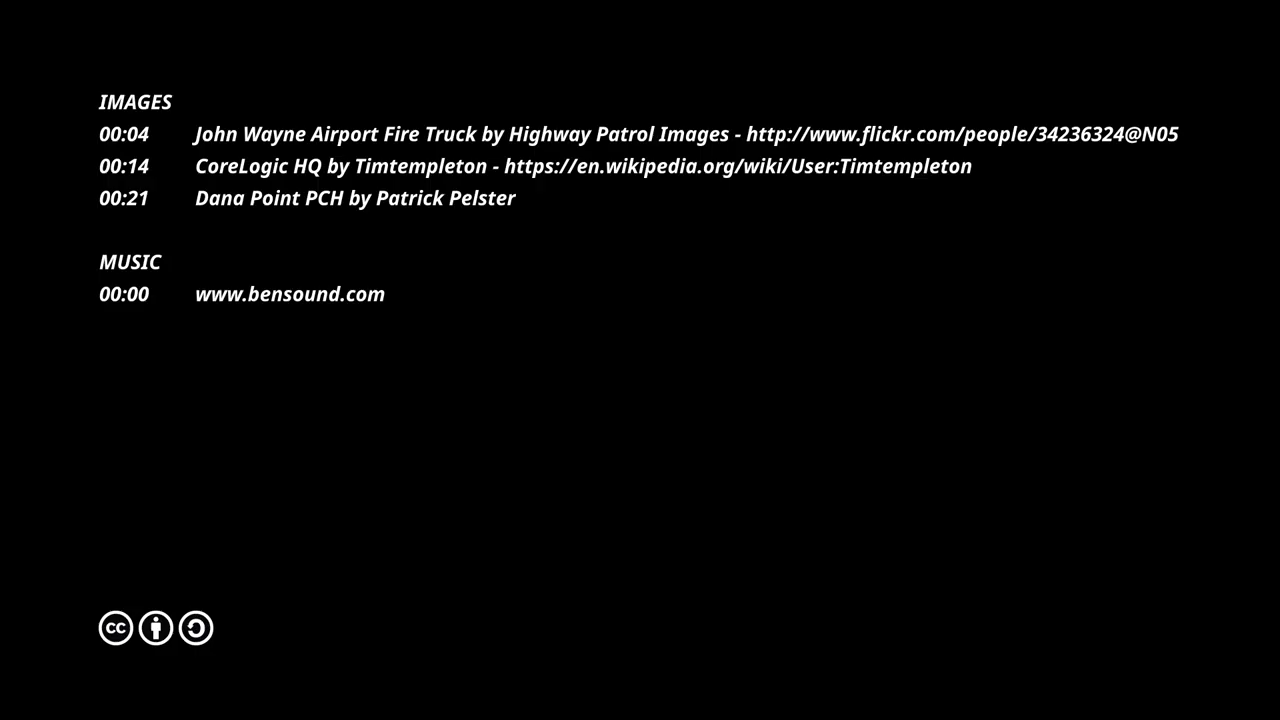 IMAGES
00:04 John Wayne Airport Fire Truck by Highway Patrol Images - http://www.flickr.com/people/34236324@N05
00:14 CoreLogic HQ by Timtempleton - https://en.wikipedia.org/wiki/User:Timtempleton
00:21 Dana Point PCH by Patrick Pelster
MUSIC
00:00 www.bensound.com
cc